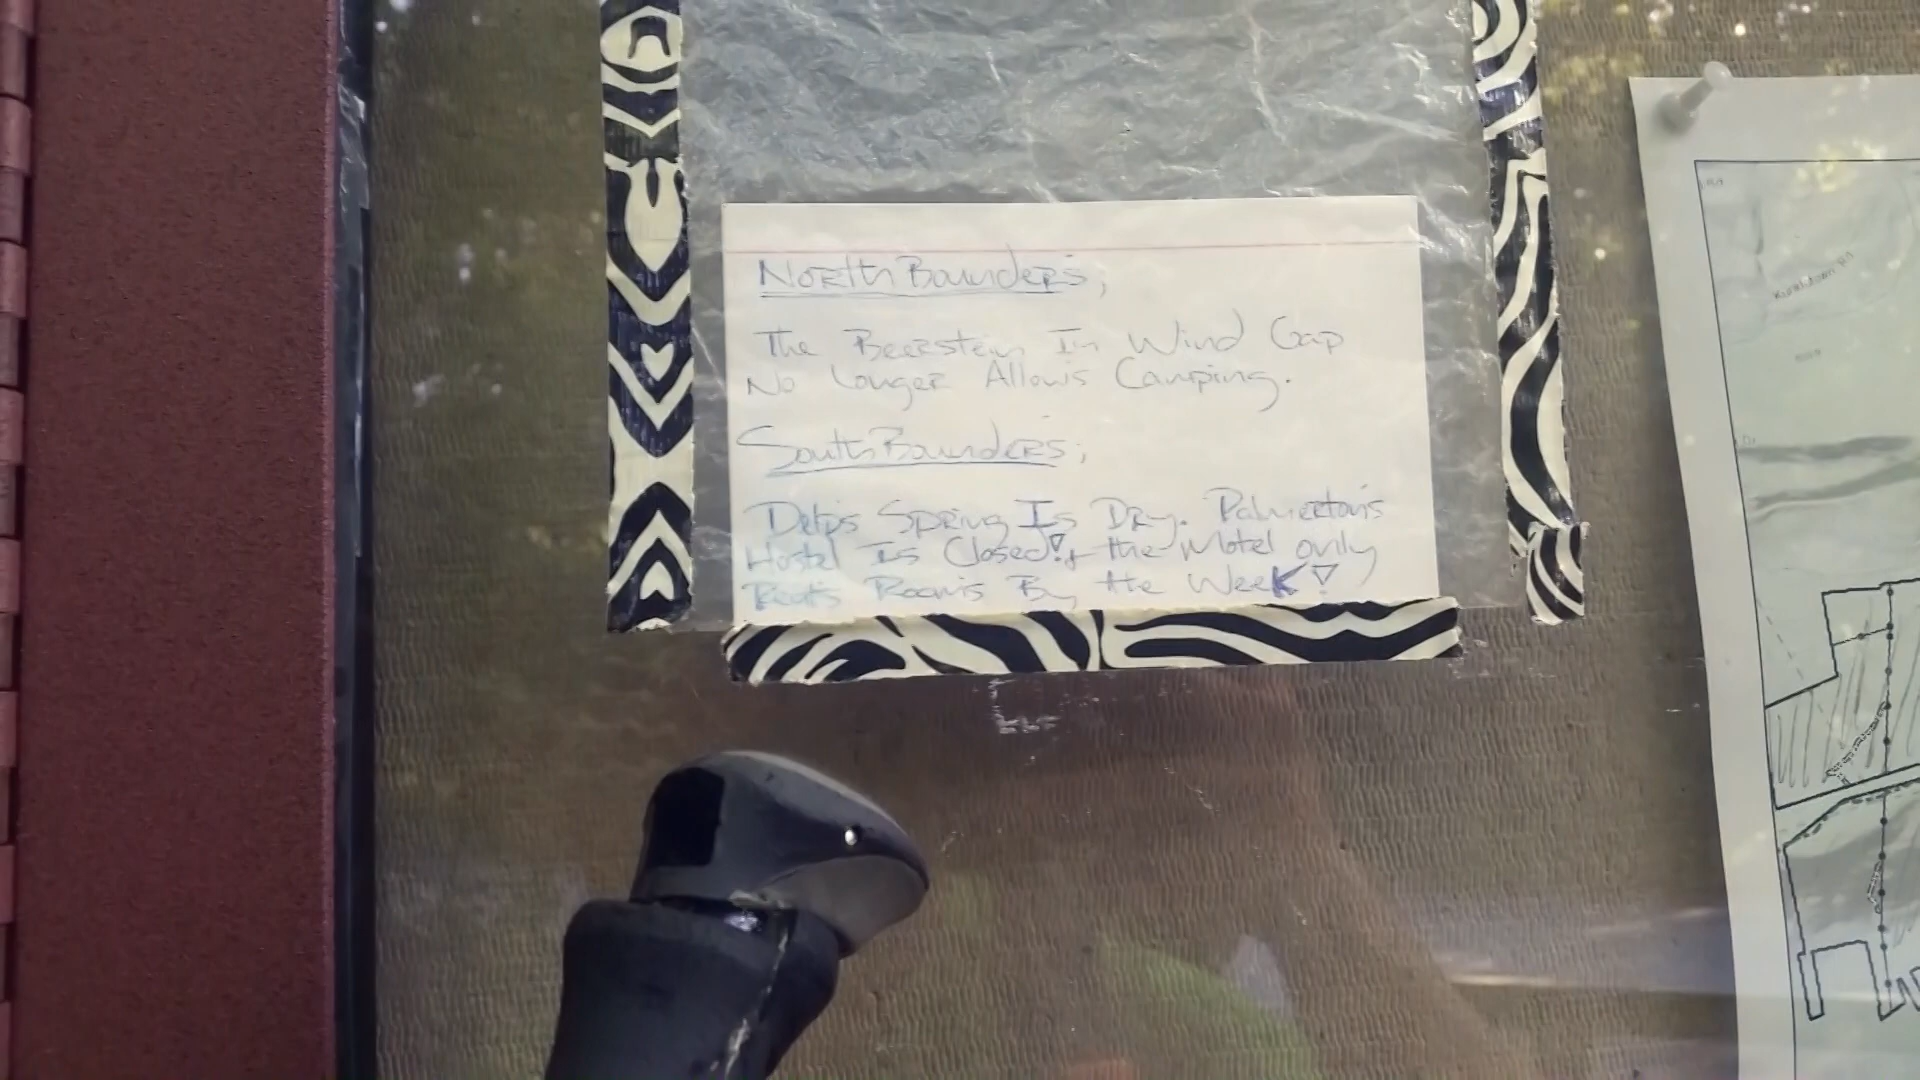 NorthBounders;
The Beerstein In Wind Gap
No Longer Allows Camping.
SouthBounders;
Delps Spring Is Dry. Palmerton's
Hostel Is Closed! & the Motel only
Rents Rooms By the Week!